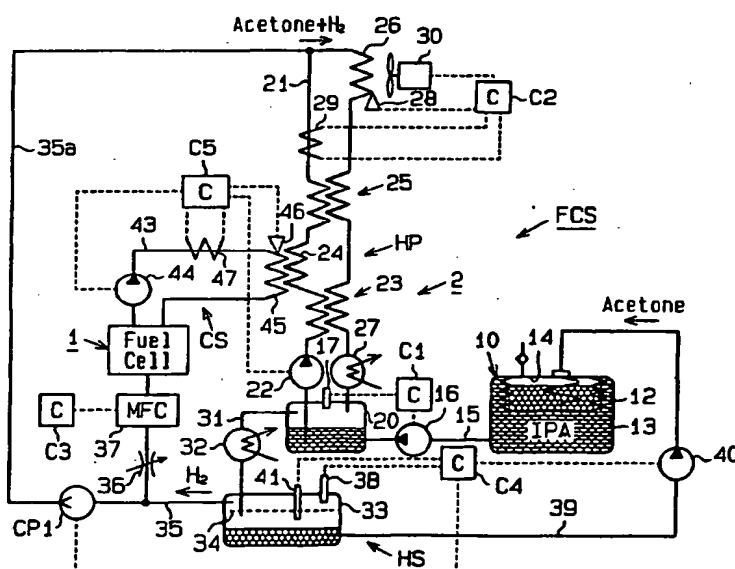 Acetone+H₂
26
30
21
28
C
C2
29
35a
C5
C
25
FCS
46
43
HP
24
44
47
23
2
Acetone
45
27
10
14
1
Fuel Cell
CS
17
C1
22
C
16
12
31
20
15
13
IPA
C
MFC
32
C3
37
41
38
C
40
36
H₂
C4
33
CP1
35
34
39
HS